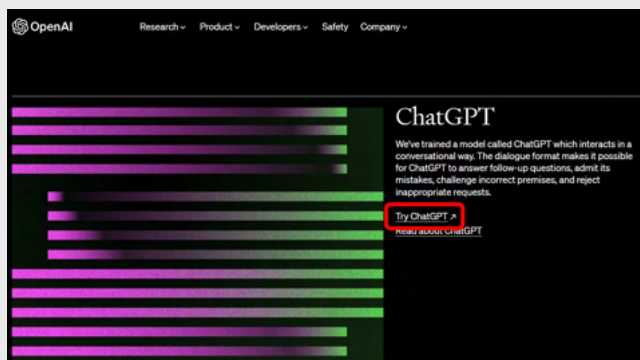 OpenAI
Research Product Developers Safety Company
ChatGPT
We've trained a model called ChatGPT which interacts in a
conversational way. The dialogue format makes it possible
for ChatGPT to answer follow-up questions, admit its
mistakes, challenge incorrect premises, and reject
inappropriate requests.
Try ChatGPT ↗
Read about ChatGPT